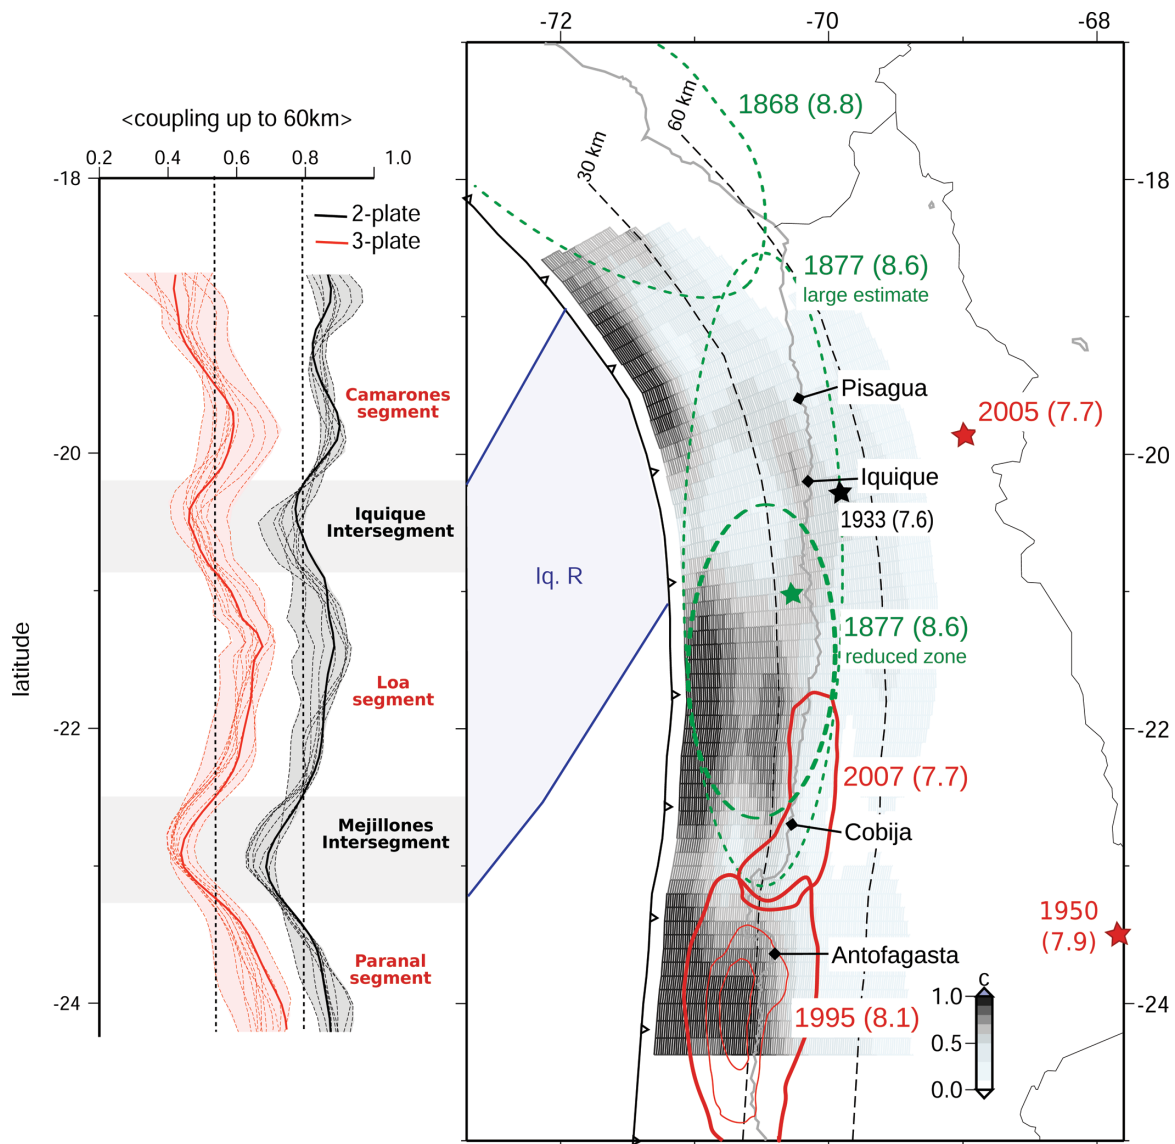 -72 -70 -68
<coupling up to 60km>
0.2 0.4 0.6 0.8 1.0
-18
-20
-22
-24
latitude
2-plate
3-plate
Camarones
segment
Iquique
Intersegment
Loa
segment
Mejillones
Intersegment
Paranal
segment
30 km
60 km
1868 (8.8)
1877 (8.6)
large estimate
Pisagua
2005 (7.7)
Iquique
1933 (7.6)
Iq. R
1877 (8.6)
reduced zone
2007 (7.7)
Cobija
1950
(7.9)
Antofagasta
1995 (8.1)
c
1.0
0.5
0.0
-18
-20
-22
-24